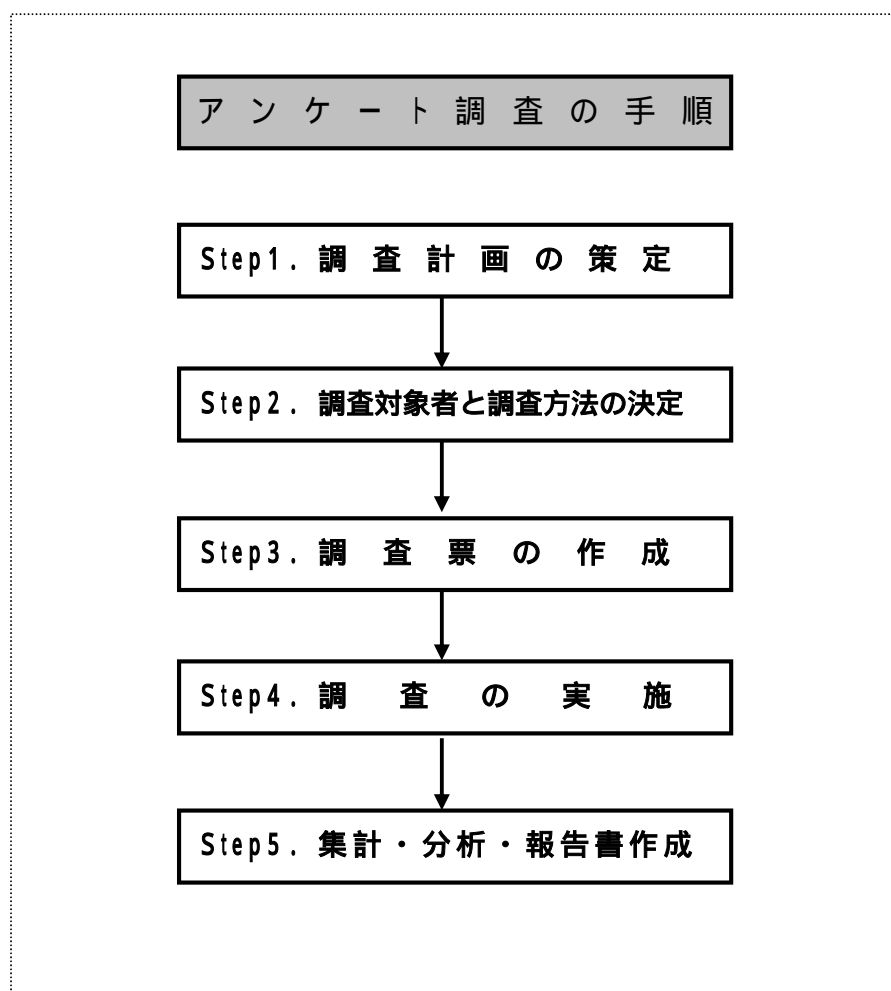 アンケート調査の手順
Step1. 調査計画の策定
Step2. 調査対象者と調査方法の決定
Step3. 調査票の作成
Step4. 調査の実施
Step5. 集計・分析・報告書作成